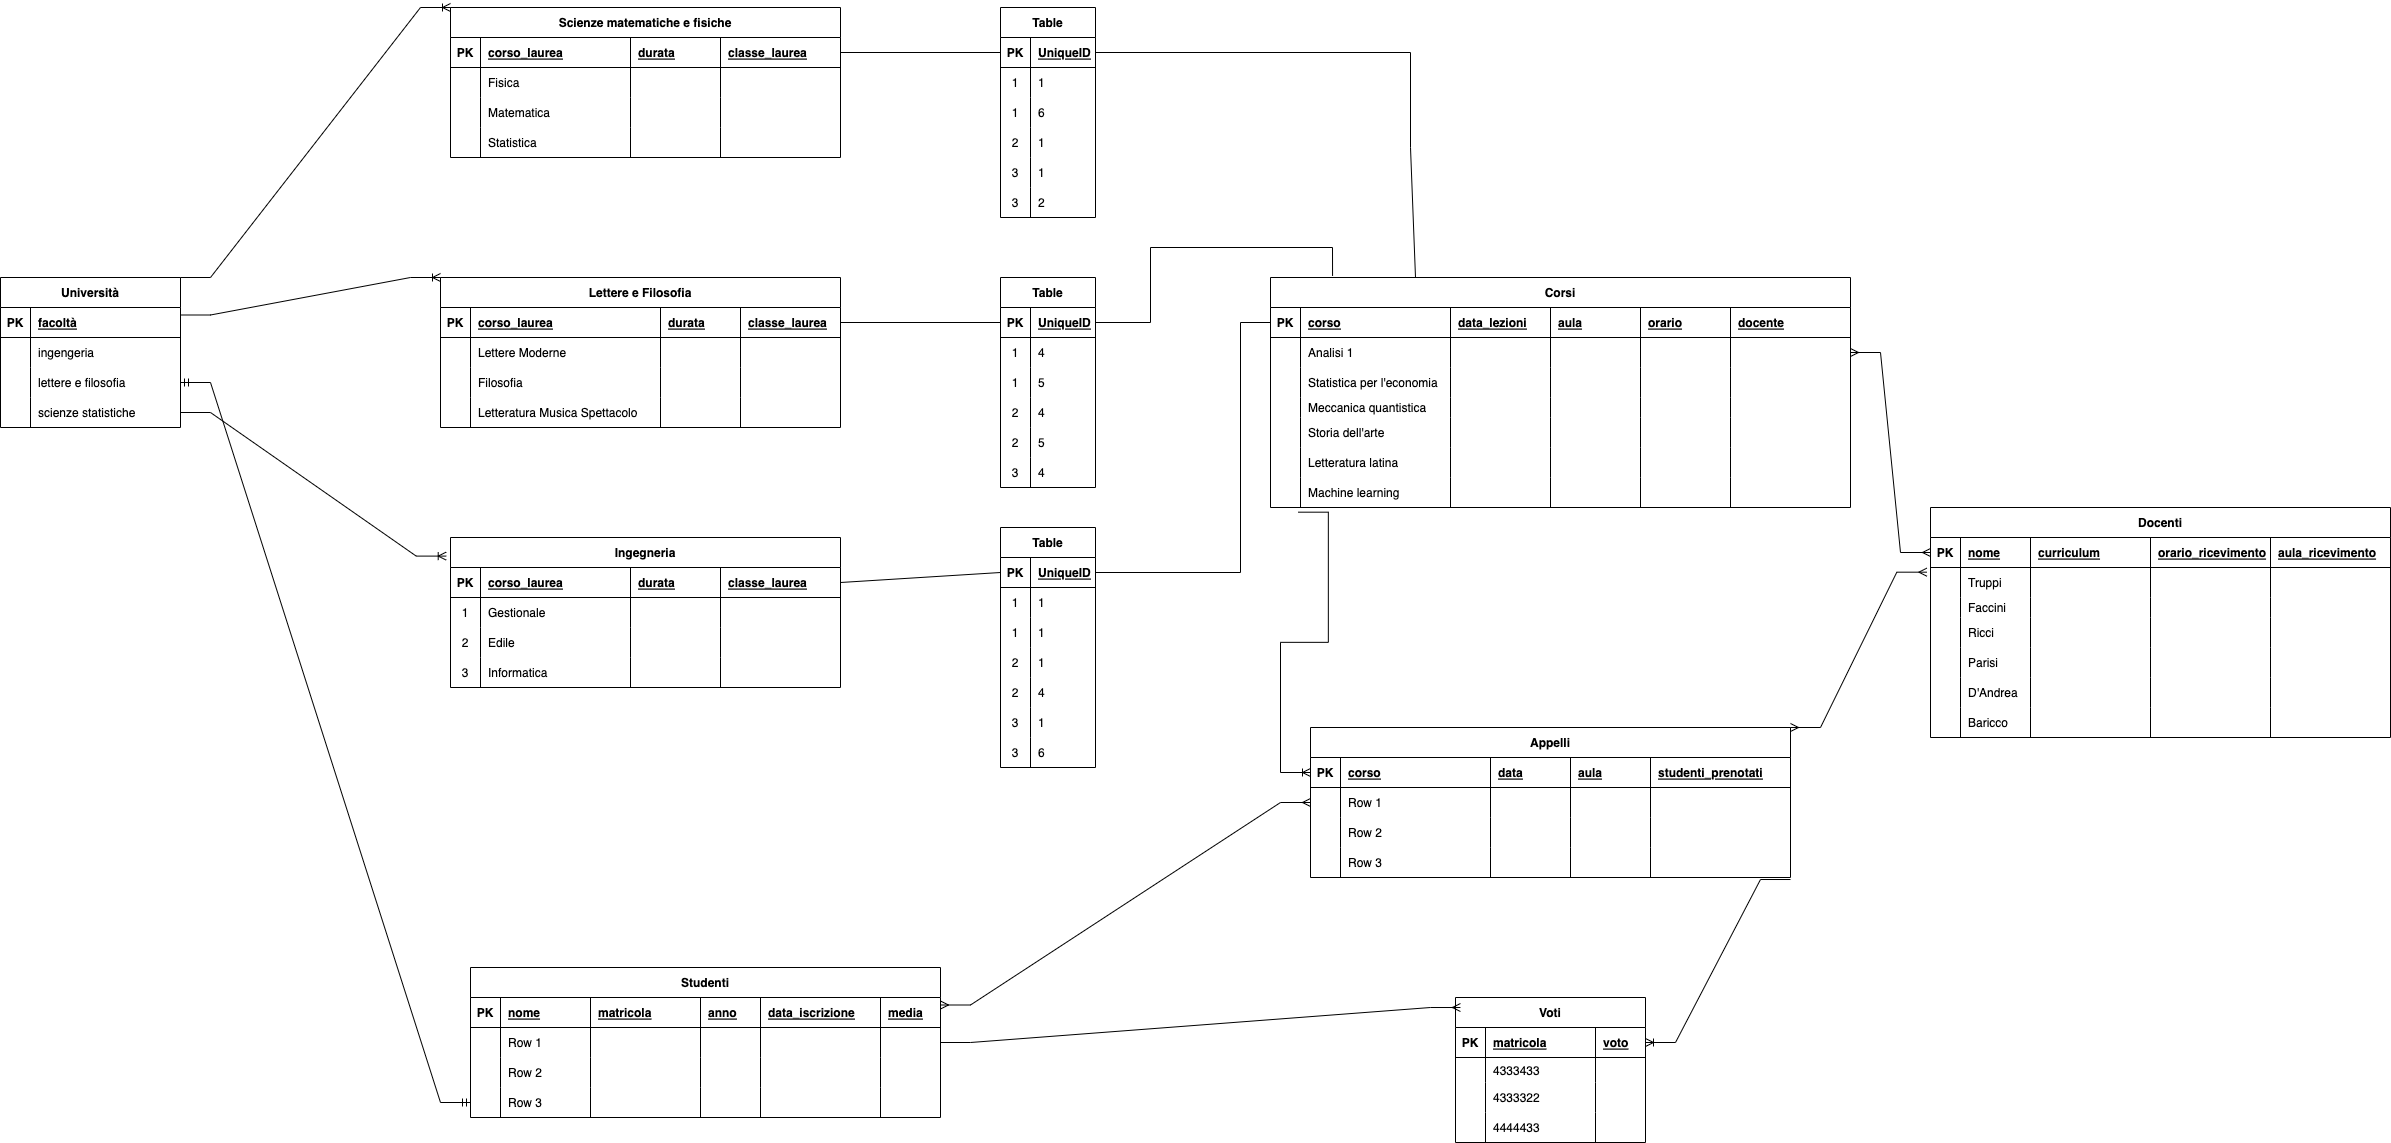 Scienze matematiche e fisiche
PK corso_laurea durata classe_laurea
Fisica
Matematica
Statistica
Table
PK UniqueID
1 1
1 6
2 1
3 1
3 2
Università
PK facoltà
ingengeria
lettere e filosofia
scienze statistiche
Lettere e Filosofia
PK corso_laurea durata classe_laurea
Lettere Moderne
Filosofia
Letteratura Musica Spettacolo
Table
PK UniqueID
1 4
1 5
2 4
2 5
3 4
Corsi
PK corso data_lezioni aula orario docente
Analisi 1
Statistica per l'economia
Meccanica quantistica
Storia dell'arte
Letteratura latina
Machine learning
Ingegneria
PK corso_laurea durata classe_laurea
1 Gestionale
2 Edile
3 Informatica
Table
PK UniqueID
1 1
1 1
2 1
2 4
3 1
3 6
Docenti
PK nome curriculum orario_ricevimento aula_ricevimento
Truppi
Faccini
Ricci
Parisi
D'Andrea
Baricco
Appelli
PK corso data aula studenti_prenotati
Row 1
Row 2
Row 3
Studenti
PK nome matricola anno data_iscrizione media
Row 1
Row 2
Row 3
Voti
PK matricola voto
4333433
4333322
4444433